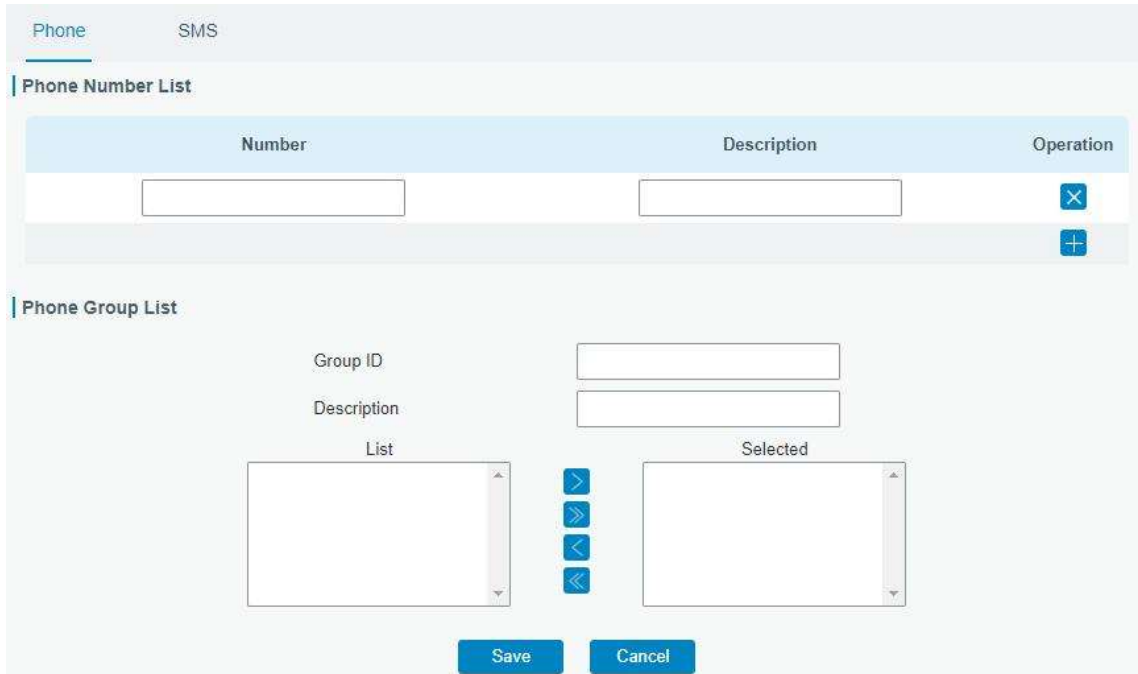 Phone SMS
Phone Number List
Number Description Operation
Phone Group List
Group ID
Description
List Selected
Save Cancel